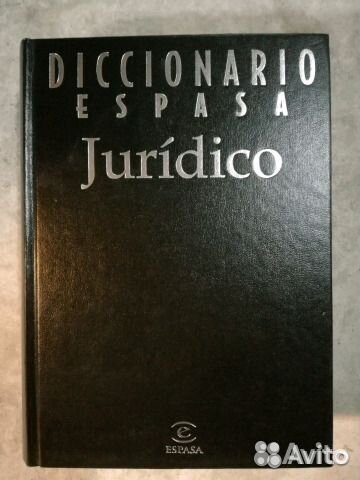 DICCIONARIO
ESPASA
Jurídico
e
ESPASA
Avito